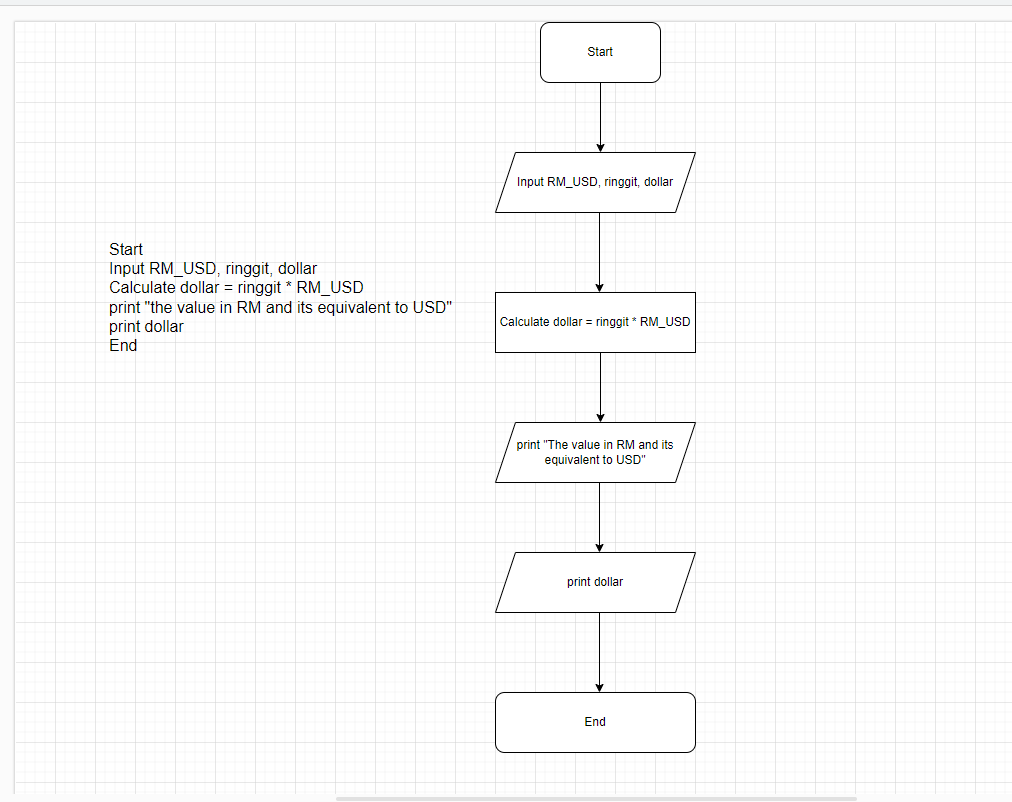 Start
Input RM_USD, ringgit, dollar
Calculate dollar = ringgit * RM_USD
print "the value in RM and its equivalent to USD"
print dollar
End
Start
Input RM_USD, ringgit, dollar
Calculate dollar = ringgit * RM_USD
print "The value in RM and its
equivalent to USD"
print dollar
End